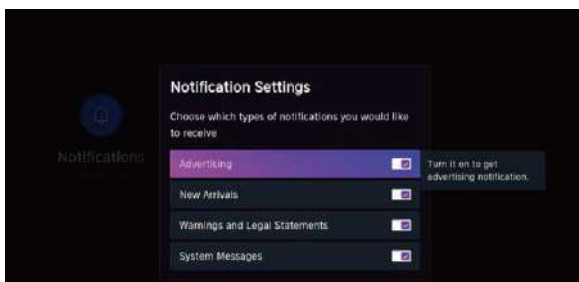 Notification Settings
Choose which types of notifications you would like
to receive
Notifications
Advertising
Turn it on to get
advertising notification.
New Arrivals
Warnings and Legal Statements
System Messages